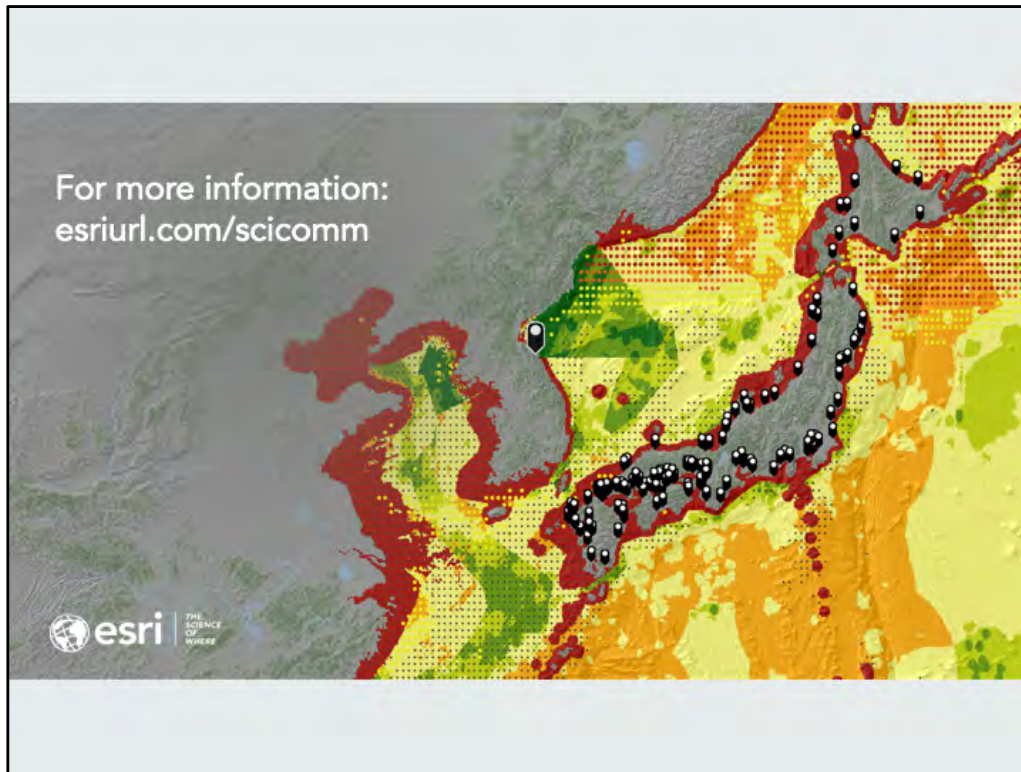 For more information:
esriurl.com/scicomm
esri
THE
SCIENCE
OF
WHERE